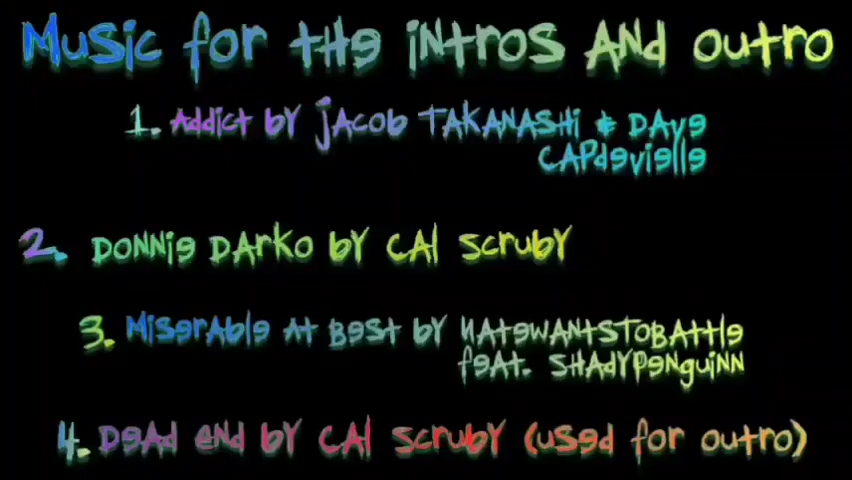 Music for the intros and outro
1. Addict by Jacob Takanashi & Dave
Capdevielle
2. Donnie Darko by Cal Scruby
3. Miserable At Best by NateWantsToBattle
feat. ShadyPenguinn
4. Dead end by Cal Scruby (used for outro)